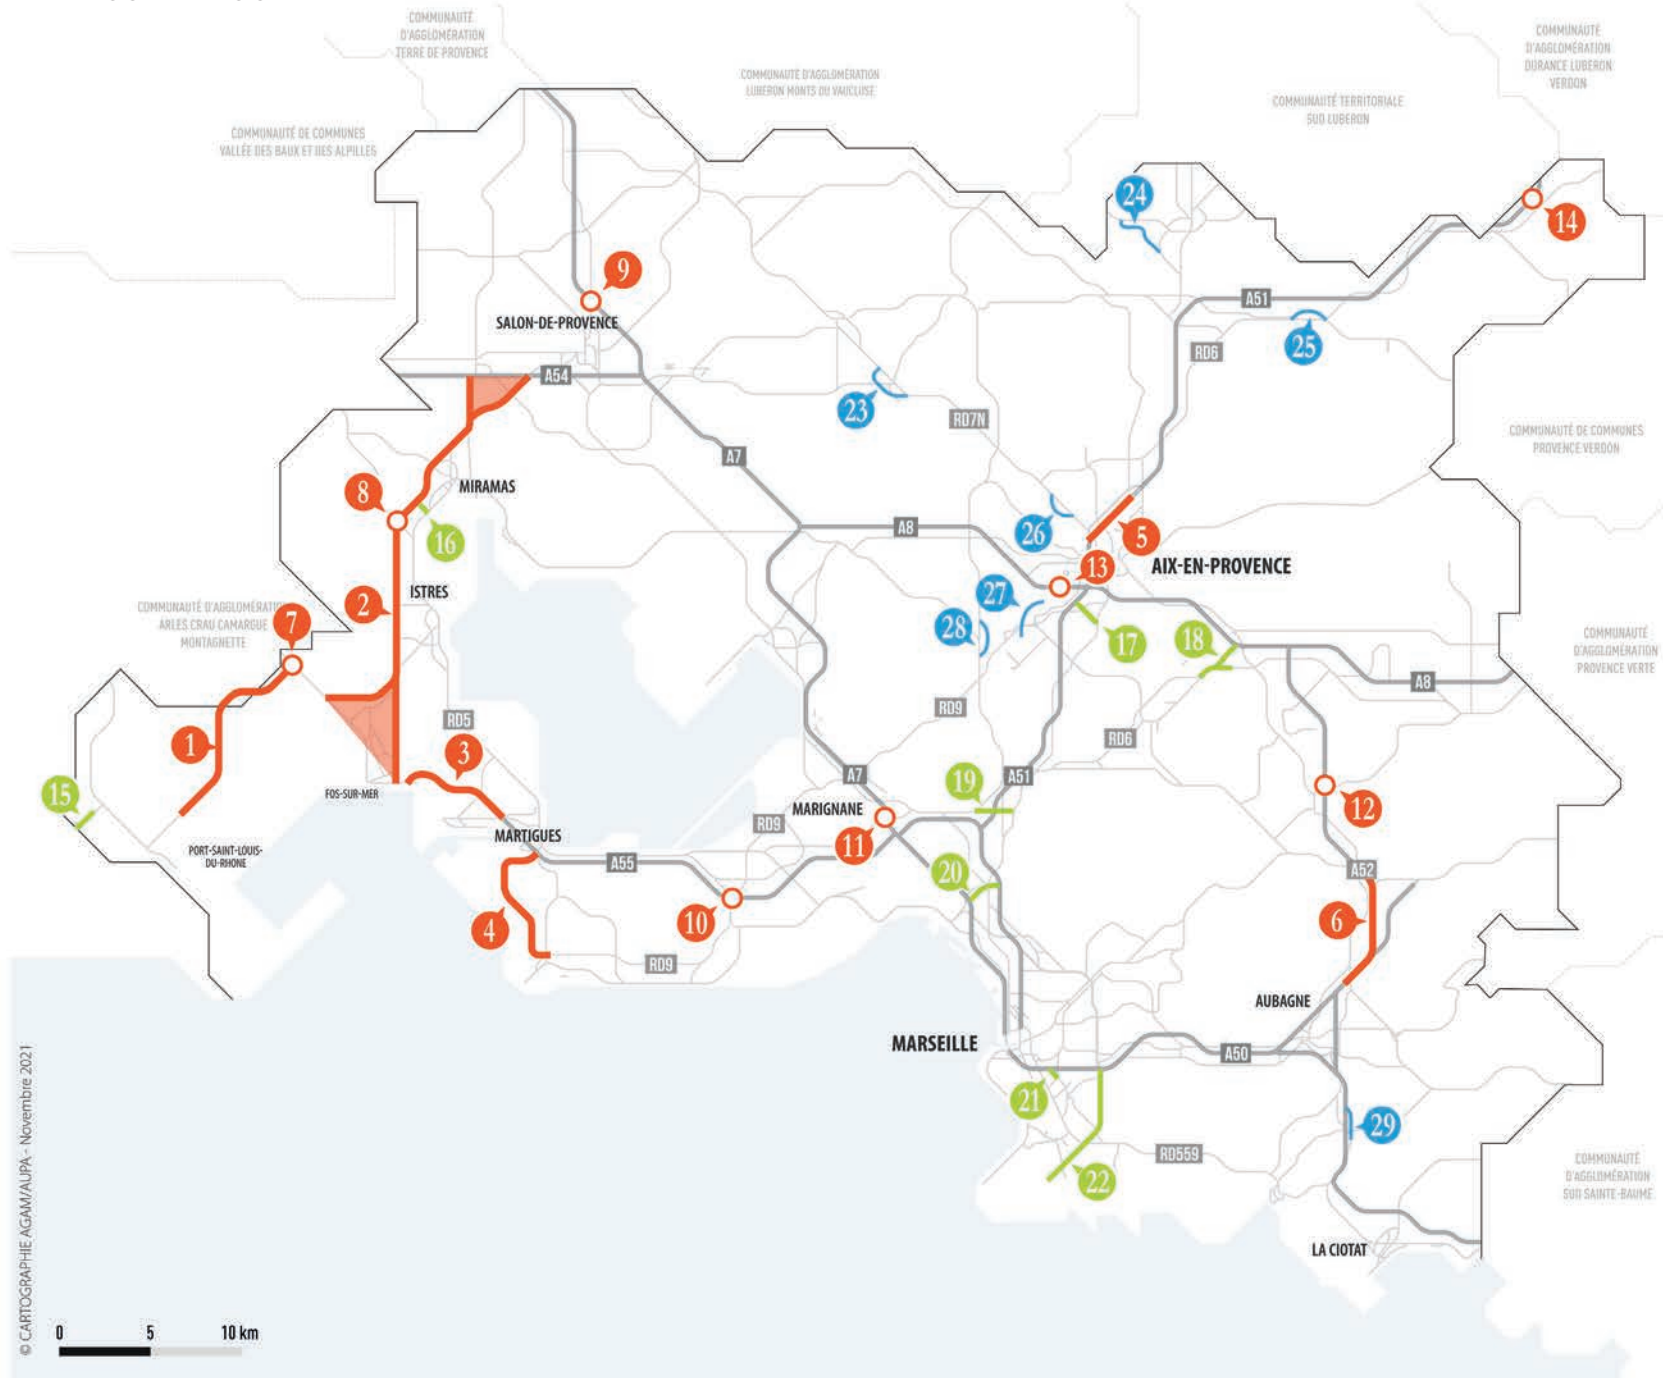 COMMUNAUTÉ
D'AGGLOMÉRATION
TERRE DE PROVENCE
COMMUNAUTÉ D'AGGLOMÉRATION
LUBERON MONTS DU VAUCLUSE
COMMUNAUTÉ
D'AGGLOMÉRATION
DURANCE LUBERON
VERDON
COMMUNAUTÉ TERRITORIALE
SUD LUBERON
COMMUNAUTÉ DE COMMUNES
VALLÉE DES BAUX ET DES ALPILLES
24
14
9
SALON-DE-PROVENCE
A51
25
RD6
A54
23
RD7N
COMMUNAUTÉ DE COMMUNES
PROVENCE VERDON
A7
8
MIRAMAS
16
A8
26
5
AIX-EN-PROVENCE
13
2
ISTRES
27
28
17
18
COMMUNAUTÉ D'AGGLOMÉRATION
ARLES CRAU CAMARGUE
MONTAGNETTE
7
COMMUNAUTÉ
D'AGGLOMÉRATION
PROVENCE VERTE
A8
RD5
RD9
RD6
1
3
A7
A51
15
FOS-SUR-MER
19
MARIGNANE
12
RD9
MARTIGUES
11
PORT-SAINT-LOUIS-
DU-RHONE
A55
A52
20
4
10
6
RD9
AUBAGNE
MARSEILLE
A50
21
29
RD559
22
COMMUNAUTÉ
D'AGGLOMÉRATION
SUD SAINTE-BAUME
LA CIOTAT
© CARTOGRAPHIE AGAM/AUPA - Novembre 2021
0 5 10 km